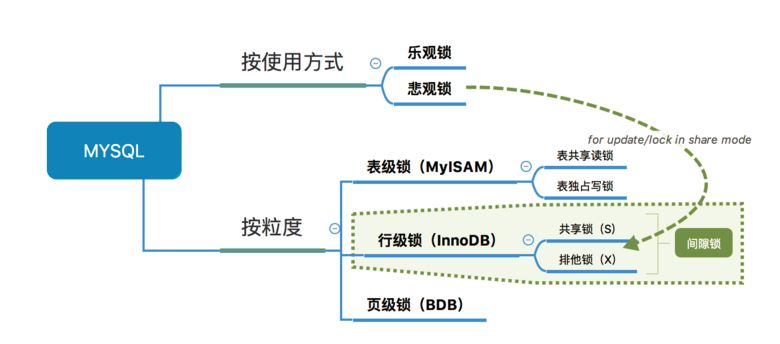 MYSQL
按使用方式
乐观锁
悲观锁
for update/lock in share mode
按粒度
表级锁（MyISAM）
表共享读锁
表独占写锁
行级锁（InnoDB）
共享锁（S）
排他锁（X）
间隙锁
页级锁（BDB）